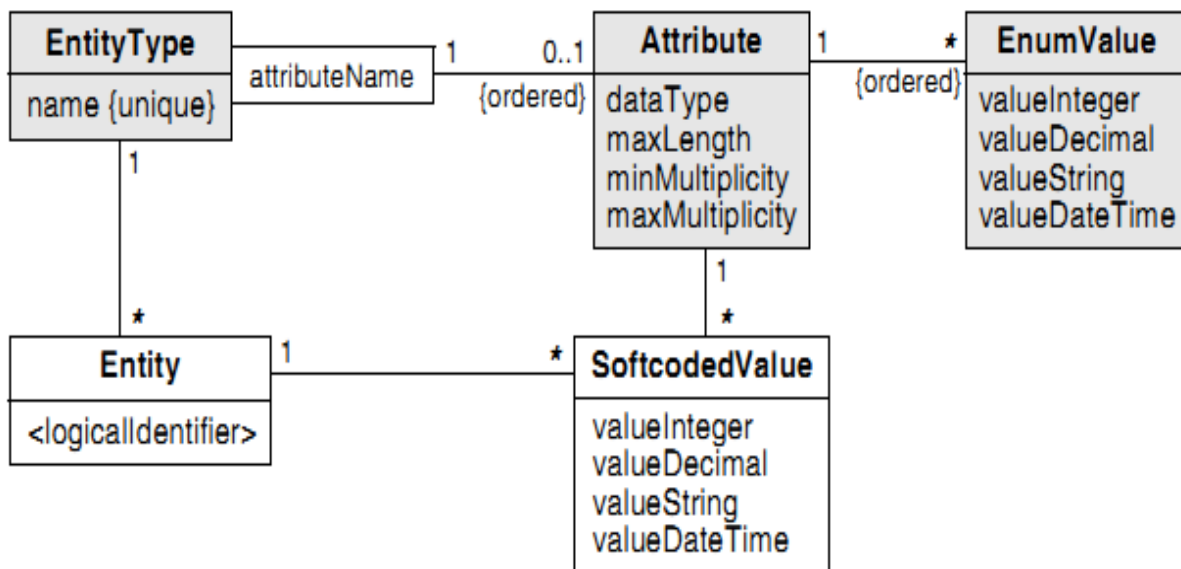 EntityType
name {unique}
attributeName
1
0..1
{ordered}
Attribute
dataType
maxLength
minMultiplicity
maxMultiplicity
1
*
{ordered}
EnumValue
valueInteger
valueDecimal
valueString
valueDateTime
1
*
1
*
Entity
<logicalIdentifier>
1
*
SoftcodedValue
valueInteger
valueDecimal
valueString
valueDateTime